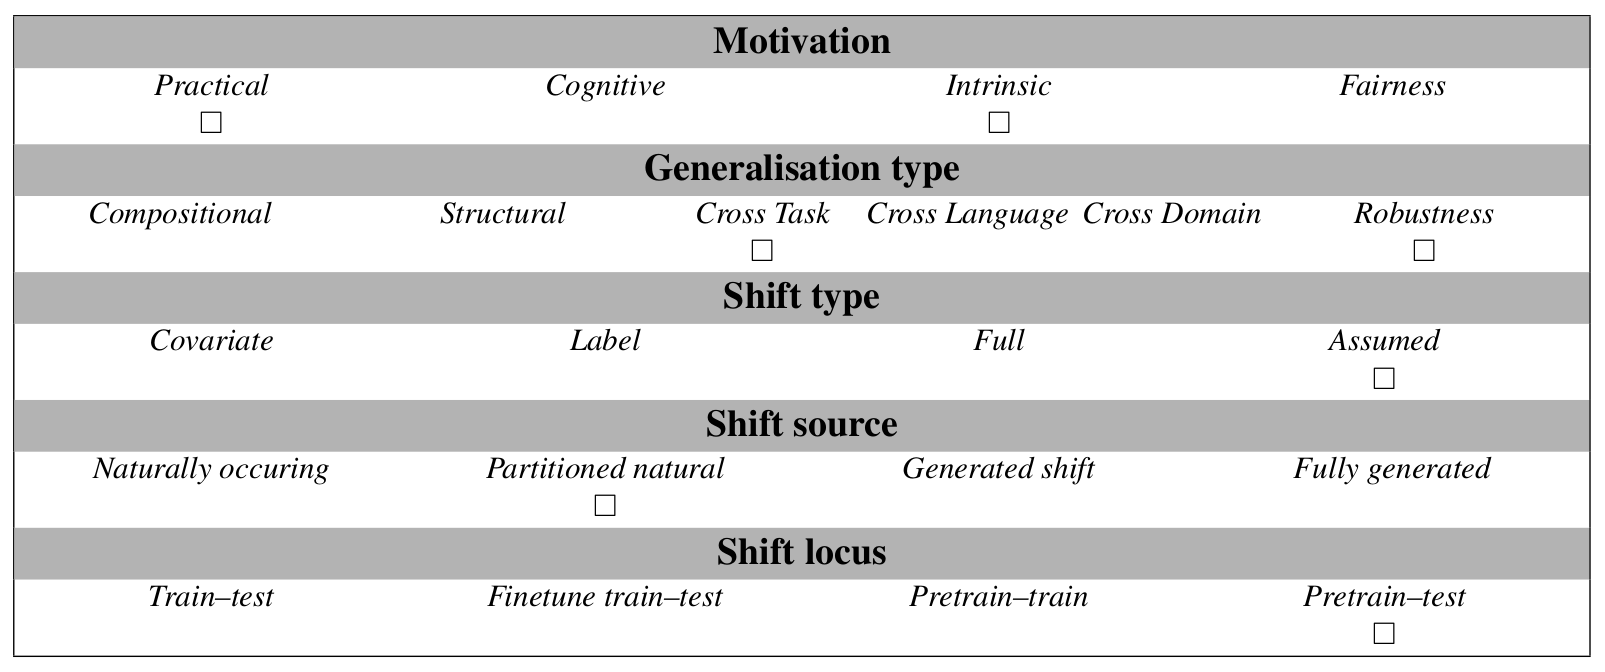 Motivation
Practical Cognitive Intrinsic Fairness
□ □
Generalisation type
Compositional Structural Cross Task Cross Language Cross Domain Robustness
□ □
Shift type
Covariate Label Full Assumed
□
Shift source
Naturally occuring Partitioned natural Generated shift Fully generated
□
Shift locus
Train–test Finetune train–test Pretrain–train Pretrain–test
□